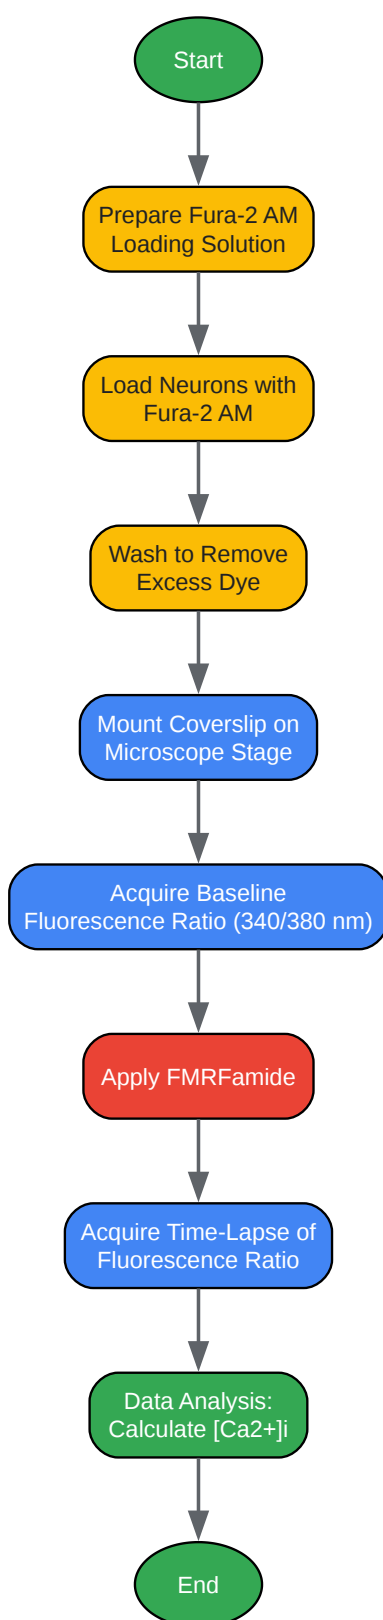 Start
Prepare Fura-2 AM
Loading Solution
Load Neurons with
Fura-2 AM
Wash to Remove
Excess Dye
Mount Coverslip on
Microscope Stage
Acquire Baseline
Fluorescence Ratio (340/380 nm)
Apply FMRFamide
Acquire Time-Lapse of
Fluorescence Ratio
Data Analysis:
Calculate [Ca2+]i
End